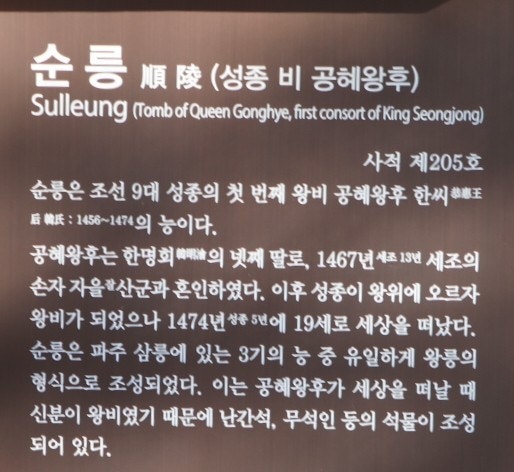 순릉 順陵 (성종 비 공혜왕후)
Sulleung (Tomb of Queen Gonghye, first consort of King Seongjong)
사적 제205호
순릉은 조선 9대 성종의 첫 번째 왕비 공혜왕후 한씨恭惠王
后 韓氏 : 1456~1474의 능이다.
공혜왕후는 한명회韓明澮의 넷째 딸로, 1467년세조 13년 세조의
손자 자을산군과 혼인하였다. 이후 성종이 왕위에 오르자
왕비가 되었으나 1474년성종 5년에 19세로 세상을 떠났다.
순릉은 파주 삼릉에 있는 3기의 능 중 유일하게 왕릉의
형식으로 조성되었다. 이는 공혜왕후가 세상을 떠날 때
신분이 왕비였기 때문에 난간석, 무석인 등의 석물이 조성
되어 있다.